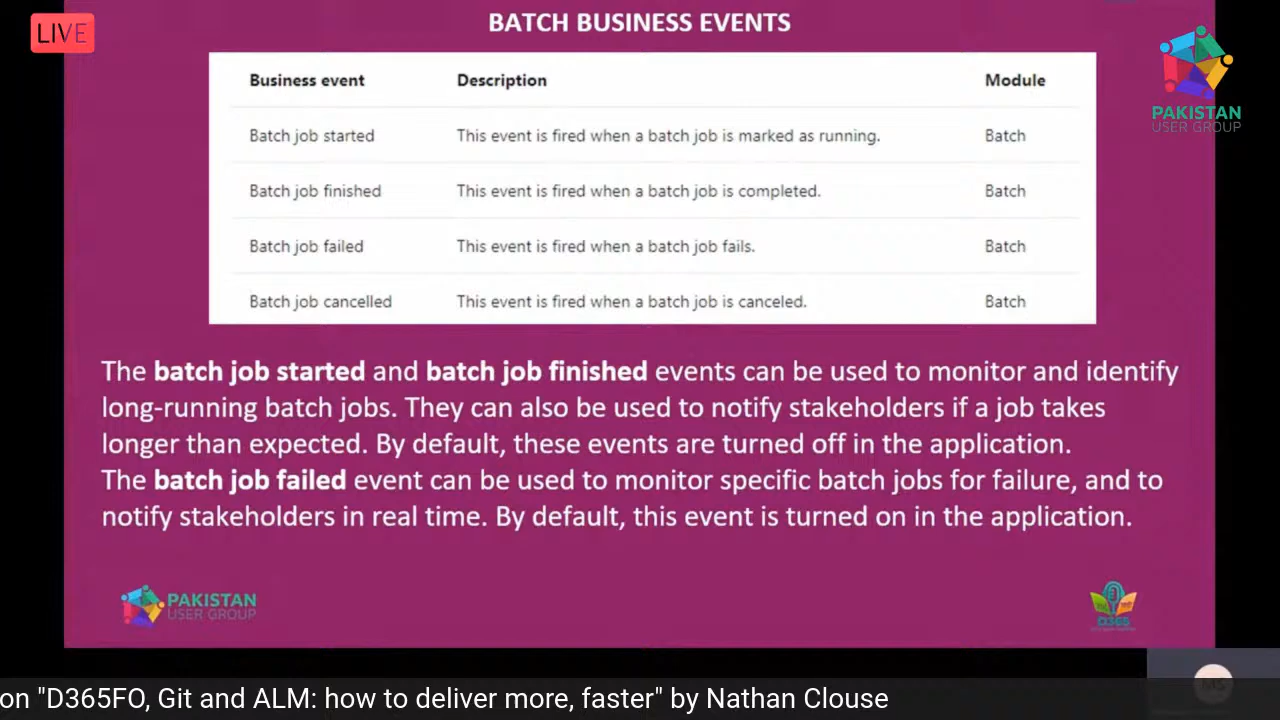 BATCH BUSINESS EVENTS
LIVE
PAKISTAN
USER GROUP
Business event Description Module
Batch job started This event is fired when a batch job is marked as running. Batch
Batch job finished This event is fired when a batch job is completed. Batch
Batch job failed This event is fired when a batch job fails. Batch
Batch job cancelled This event is fired when a batch job is canceled. Batch
The batch job started and batch job finished events can be used to monitor and identify
long-running batch jobs. They can also be used to notify stakeholders if a job takes
longer than expected. By default, these events are turned off in the application.
The batch job failed event can be used to monitor specific batch jobs for failure, and to
notify stakeholders in real time. By default, this event is turned on in the application.
PAKISTAN
USER GROUP
D365
MS
on "D365FO, Git and ALM: how to deliver more, faster" by Nathan Clouse